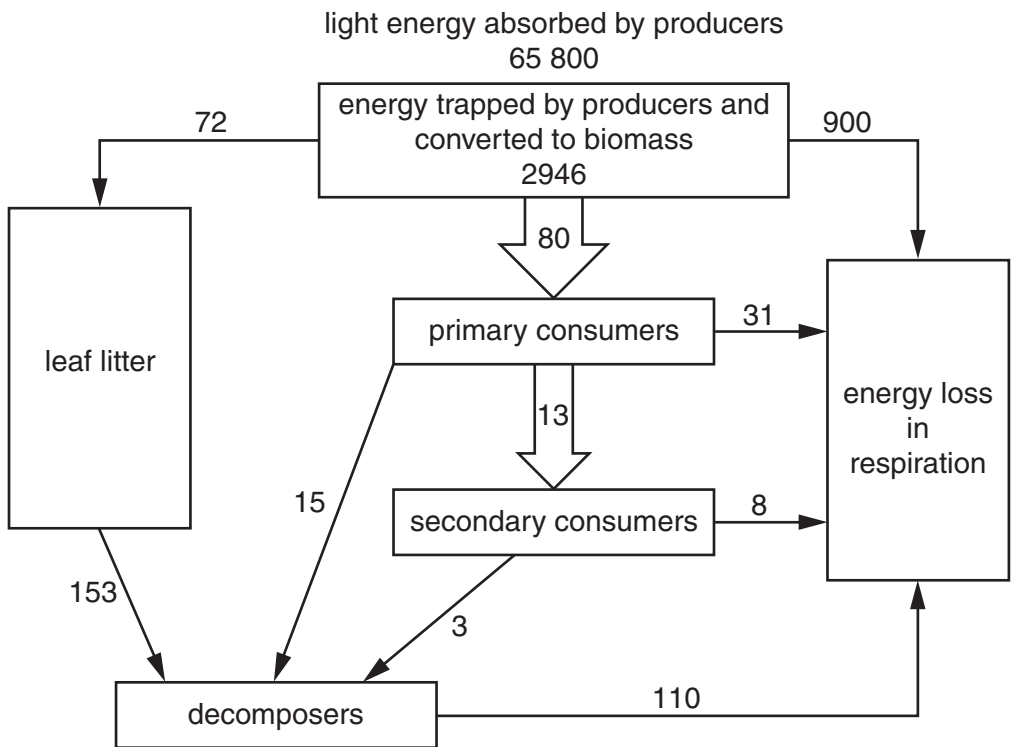 light energy absorbed by producers
65 800
energy trapped by producers and
converted to biomass
2946
72
900
80
primary consumers
31
leaf litter
energy loss
in
respiration
13
15
secondary consumers
8
153
3
decomposers
110